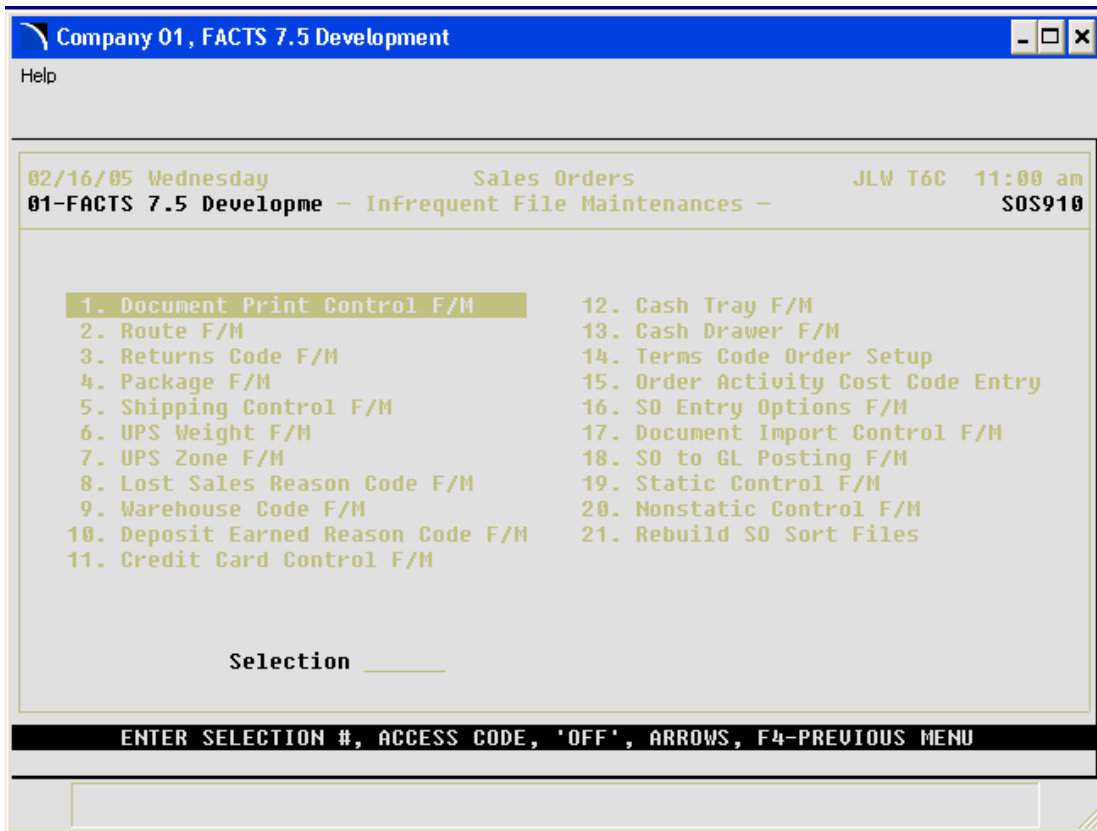 Company 01, FACTS 7.5 Development
Help
02/16/05 Wednesday Sales Orders JLW T6C 11:00 am
01-FACTS 7.5 Developme — Infrequent File Maintenances — SOS910
1. Document Print Control F/M
2. Route F/M
3. Returns Code F/M
4. Package F/M
5. Shipping Control F/M
6. UPS Weight F/M
7. UPS Zone F/M
8. Lost Sales Reason Code F/M
9. Warehouse Code F/M
10. Deposit Earned Reason Code F/M
11. Credit Card Control F/M
12. Cash Tray F/M
13. Cash Drawer F/M
14. Terms Code Order Setup
15. Order Activity Cost Code Entry
16. SO Entry Options F/M
17. Document Import Control F/M
18. SO to GL Posting F/M
19. Static Control F/M
20. Nonstatic Control F/M
21. Rebuild SO Sort Files
Selection ______
ENTER SELECTION #, ACCESS CODE, 'OFF', ARROWS, F4-PREVIOUS MENU